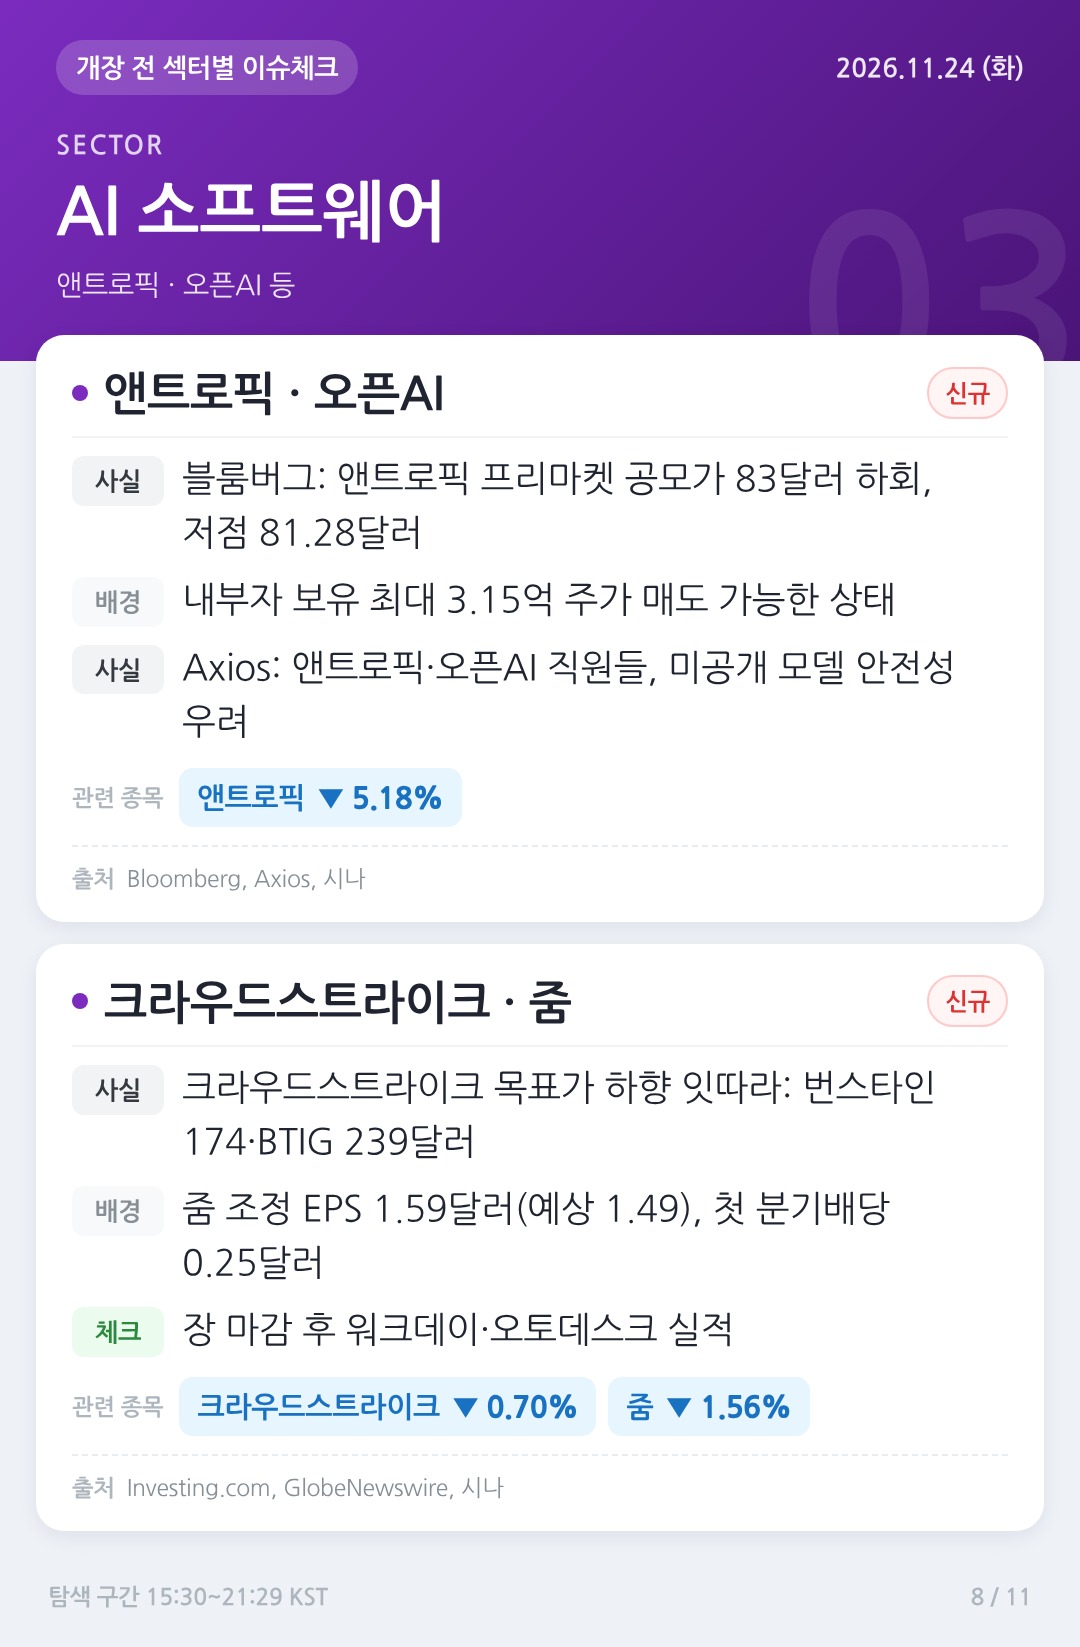 개장 전 섹터별 이슈체크
2026.11.24 (화)
SECTOR
AI 소프트웨어
앤트로픽 · 오픈AI 등
03
앤트로픽 · 오픈AI
신규
사실 블룸버그: 앤트로픽 프리마켓 공모가 83달러 하회,
저점 81.28달러
배경 내부자 보유 최대 3.15억 주가 매도 가능한 상태
사실 Axios: 앤트로픽·오픈AI 직원들, 미공개 모델 안전성
우려
관련 종목 앤트로픽 ▼ 5.18%
출처 Bloomberg, Axios, 시나
크라우드스트라이크 · 줌
신규
사실 크라우드스트라이크 목표가 하향 잇따라: 번스타인
174·BTIG 239달러
배경 줌 조정 EPS 1.59달러(예상 1.49), 첫 분기배당
0.25달러
체크 장 마감 후 워크데이·오토데스크 실적
관련 종목 크라우드스트라이크 ▼ 0.70% 줌 ▼ 1.56%
출처 Investing.com, GlobeNewswire, 시나
탐색 구간 15:30~21:29 KST
8 / 11